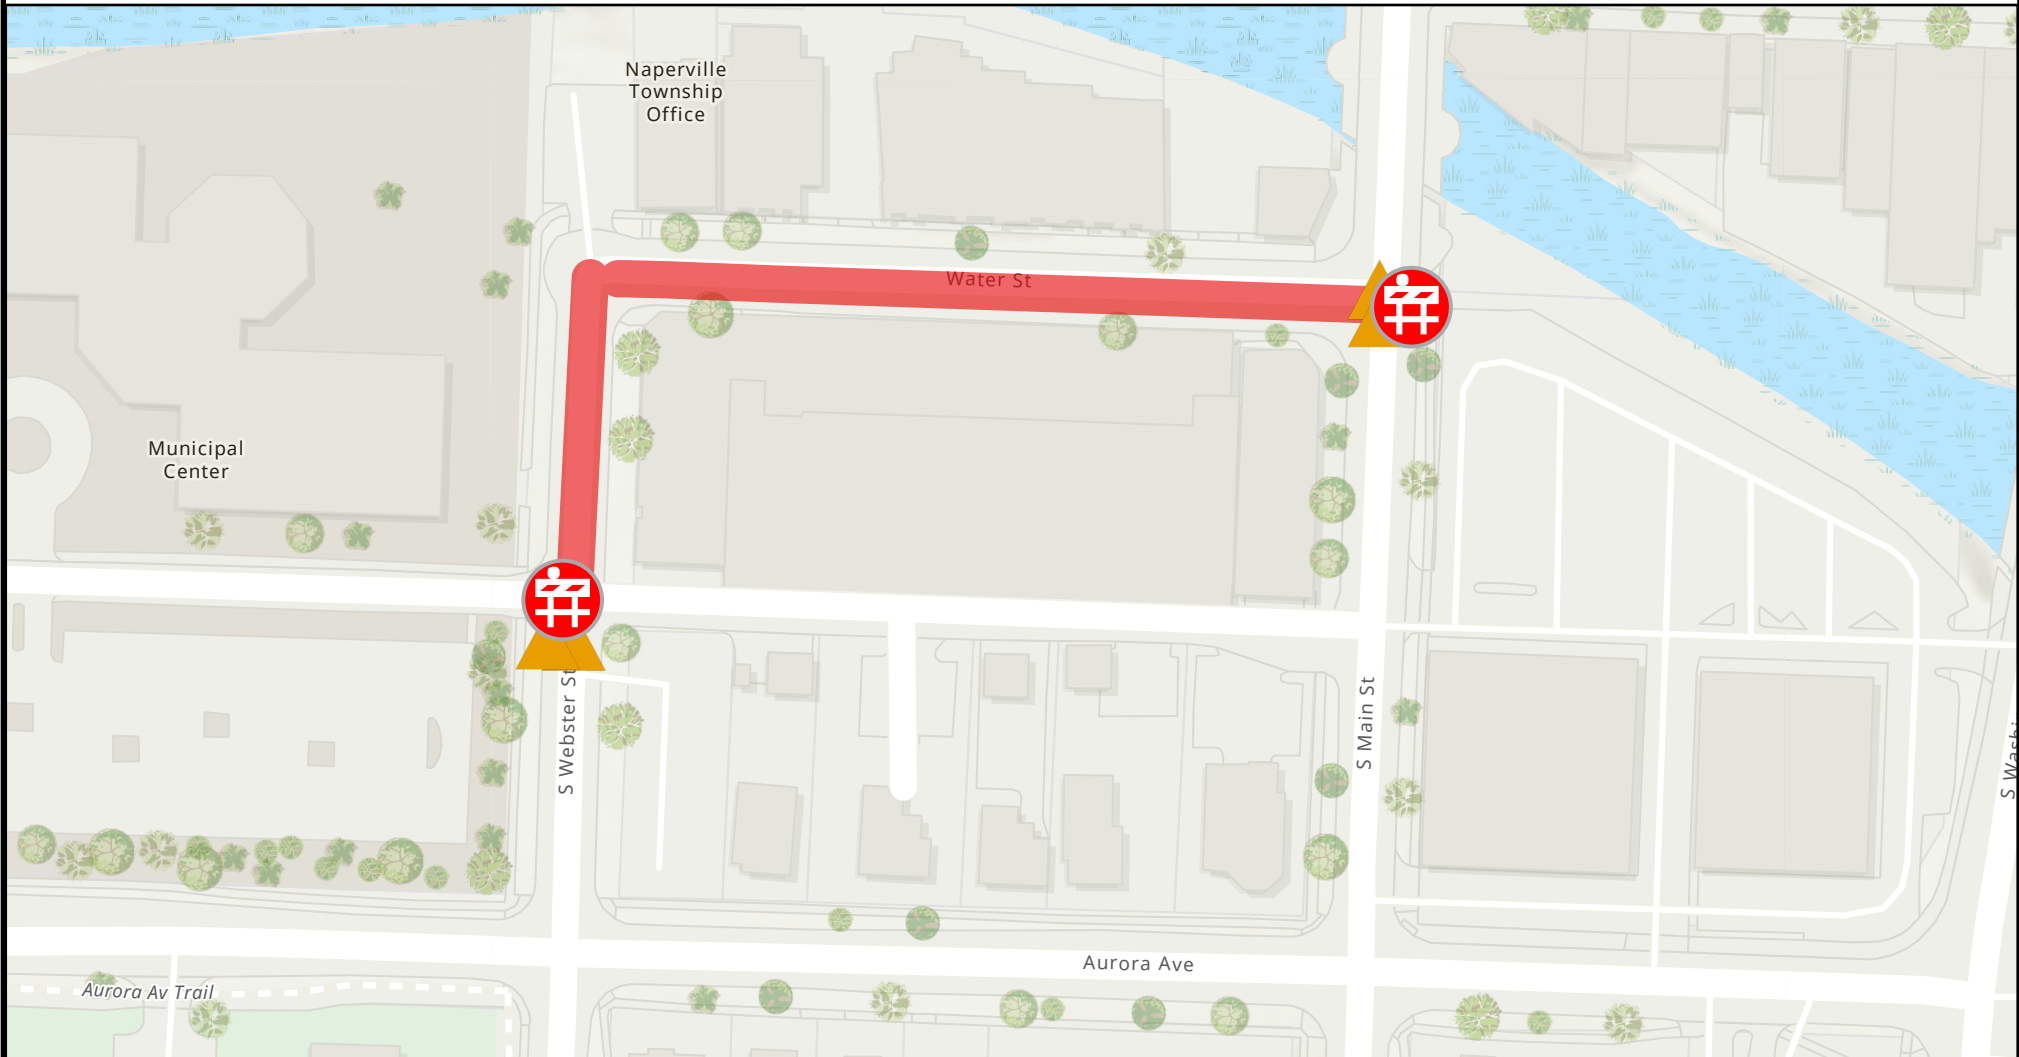 Naperville
Township
Office
Water St
Municipal
Center
S Webster St
S Main St
Aurora Ave
Aurora Av Trail